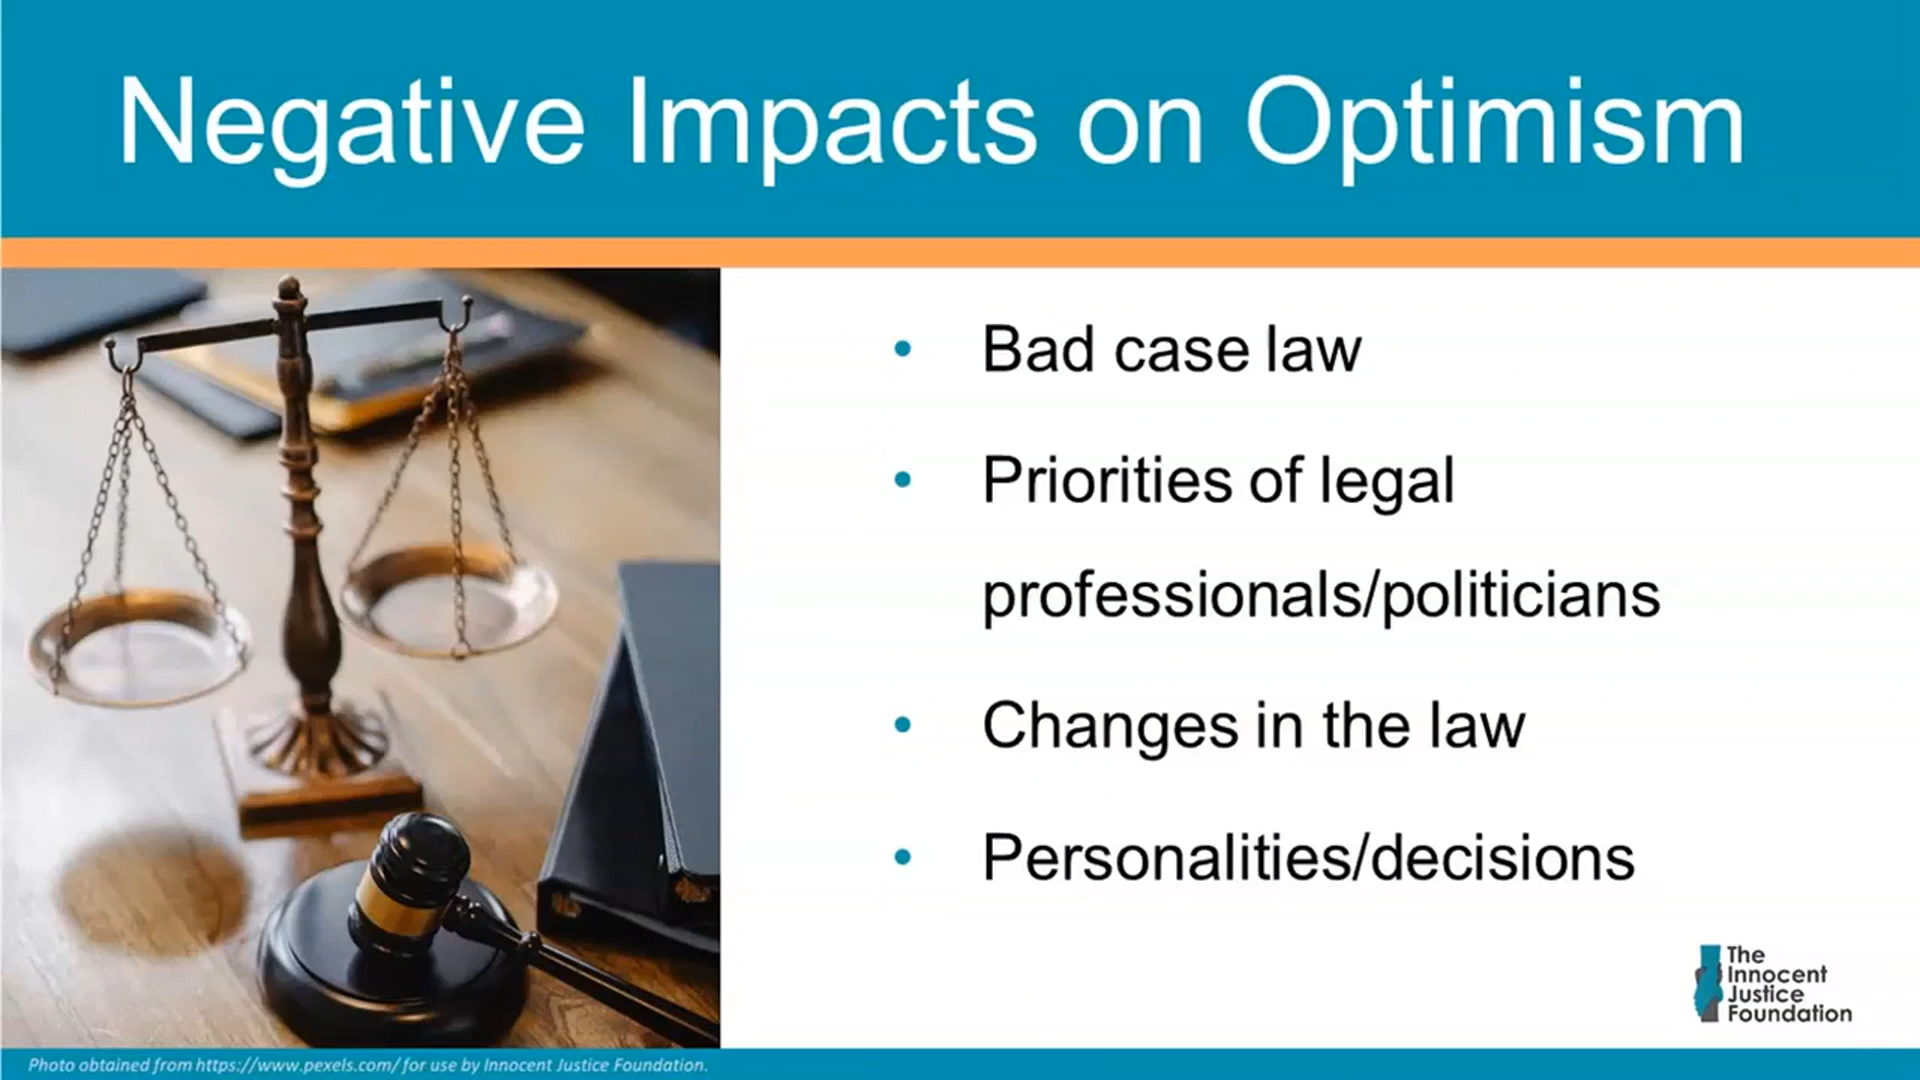 Negative Impacts on Optimism
• Bad case law
• Priorities of legal
professionals/politicians
• Changes in the law
• Personalities/decisions
The
Innocent
Justice
Foundation
Photo obtained from https://www.pexels.com/ for use by Innocent Justice Foundation.